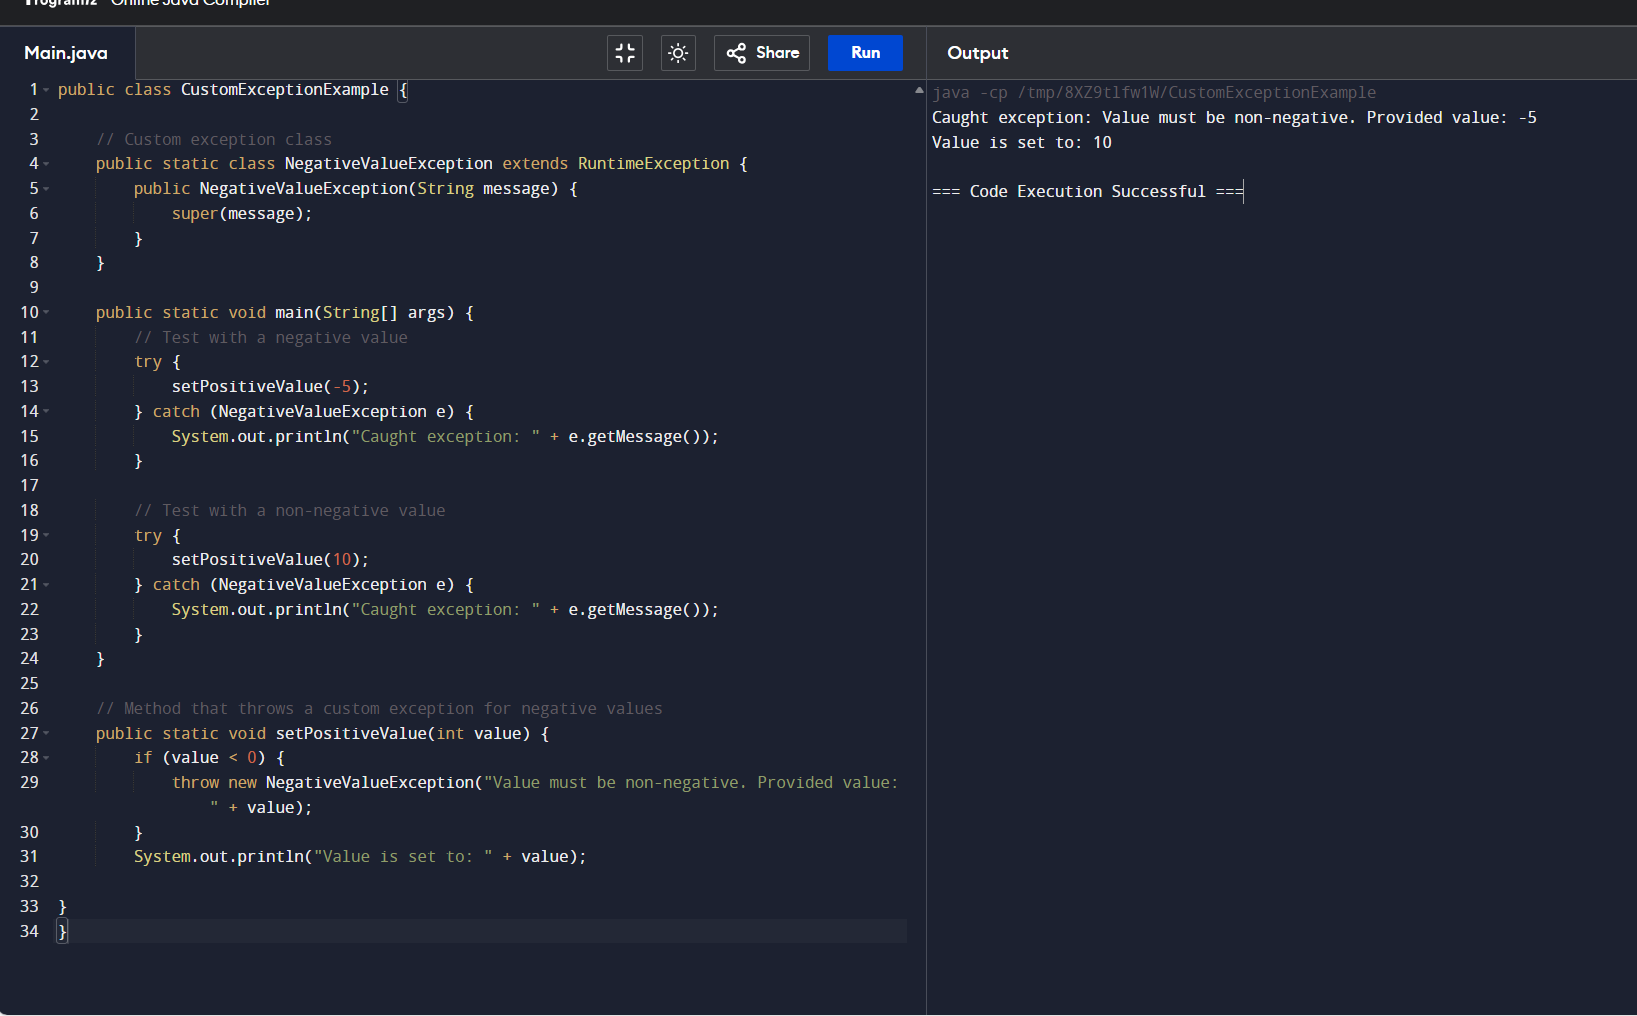 Programiz Online Java Compiler
Main.java
Share
Run
Output
1 public class CustomExceptionExample {
2
3     // Custom exception class
4     public static class NegativeValueException extends RuntimeException {
5         public NegativeValueException(String message) {
6             super(message);
7         }
8     }
9
10     public static void main(String[] args) {
11         // Test with a negative value
12         try {
13             setPositiveValue(-5);
14         } catch (NegativeValueException e) {
15             System.out.println("Caught exception: " + e.getMessage());
16         }
17
18         // Test with a non-negative value
19         try {
20             setPositiveValue(10);
21         } catch (NegativeValueException e) {
22             System.out.println("Caught exception: " + e.getMessage());
23         }
24     }
25
26     // Method that throws a custom exception for negative values
27     public static void setPositiveValue(int value) {
28         if (value < 0) {
29             throw new NegativeValueException("Value must be non-negative. Provided value:
                " + value);
30         }
31         System.out.println("Value is set to: " + value);
32
33 }
34 }
java -cp /tmp/8XZ9tlfw1W/CustomExceptionExample
Caught exception: Value must be non-negative. Provided value: -5
Value is set to: 10
=== Code Execution Successful ===